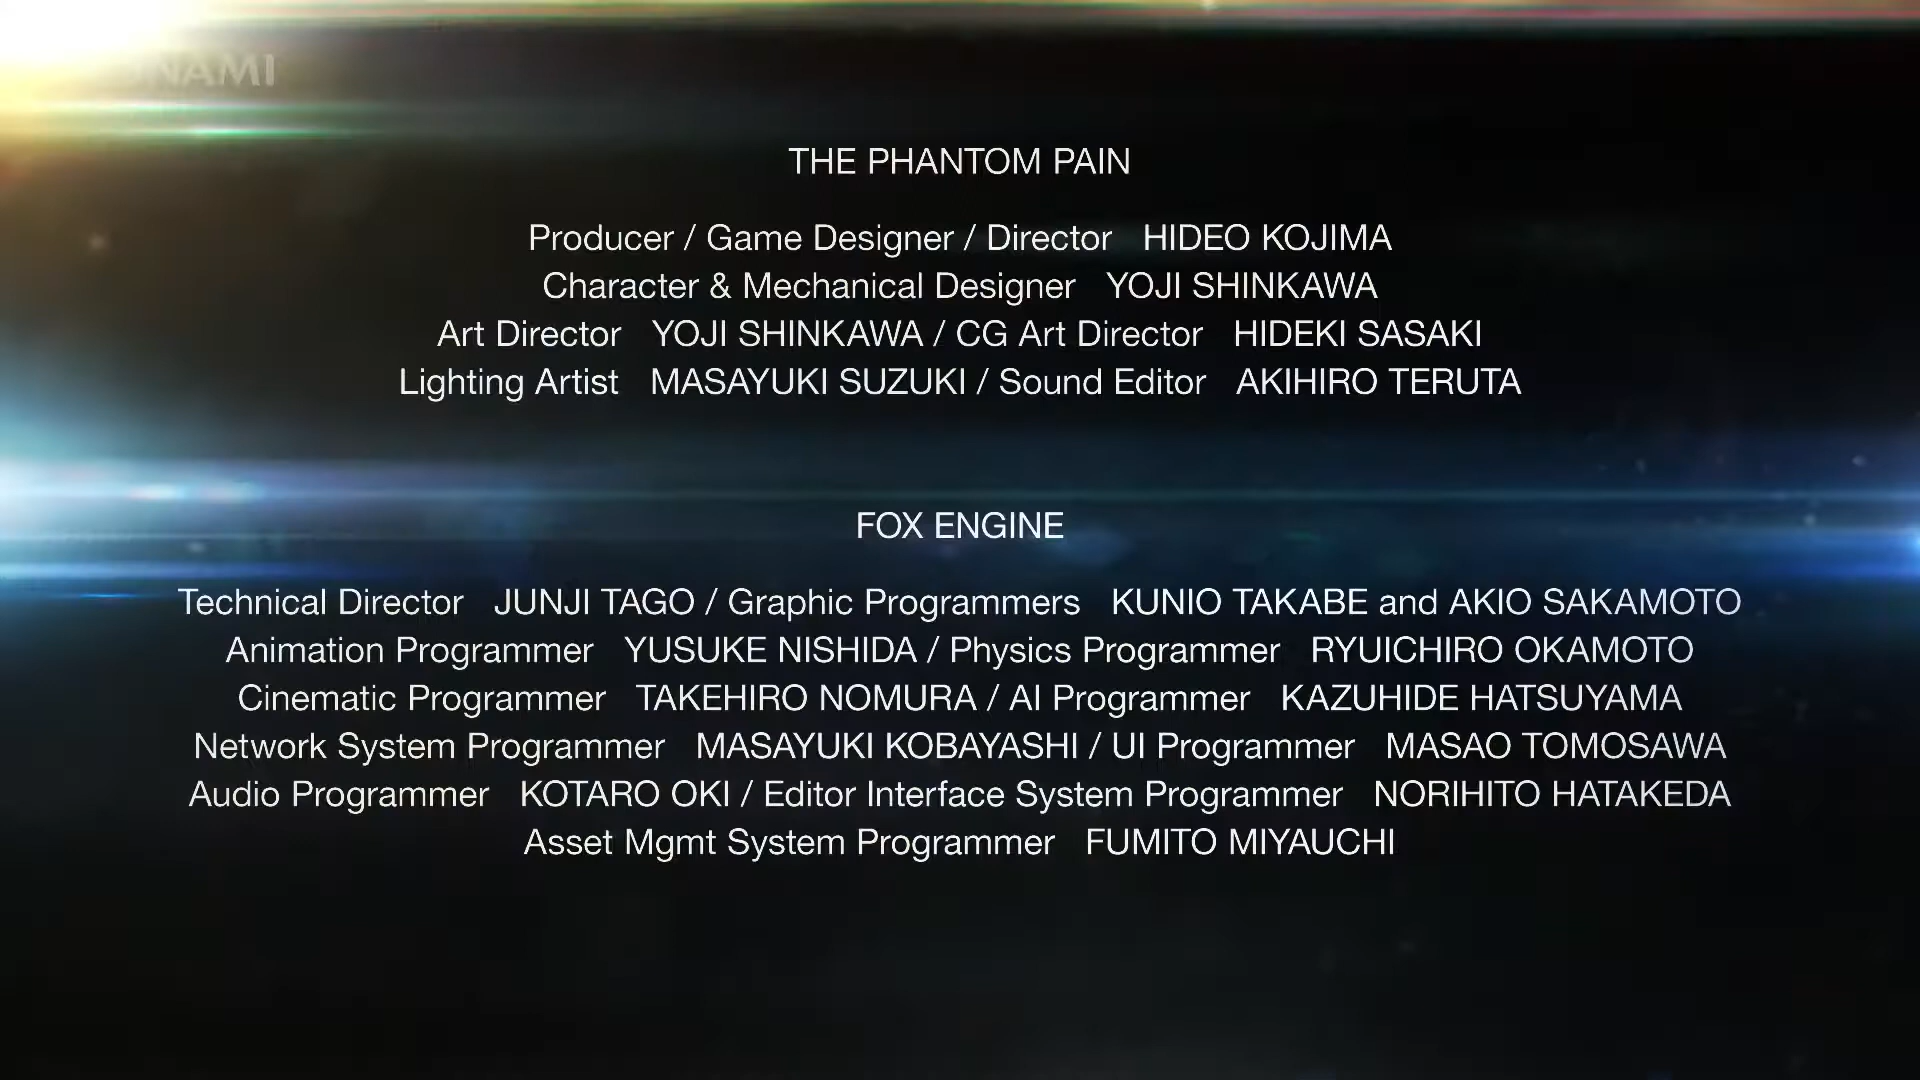 THE PHANTOM PAIN
Producer / Game Designer / Director HIDEO KOJIMA
Character & Mechanical Designer YOJI SHINKAWA
Art Director YOJI SHINKAWA / CG Art Director HIDEKI SASAKI
Lighting Artist MASAYUKI SUZUKI / Sound Editor AKIHIRO TERUTA
FOX ENGINE
Technical Director JUNJI TAGO / Graphic Programmers KUNIO TAKABE and AKIO SAKAMOTO
Animation Programmer YUSUKE NISHIDA / Physics Programmer RYUICHIRO OKAMOTO
Cinematic Programmer TAKEHIRO NOMURA / AI Programmer KAZUHIDE HATSUYAMA
Network System Programmer MASAYUKI KOBAYASHI / UI Programmer MASAO TOMOSAWA
Audio Programmer KOTARO OKI / Editor Interface System Programmer NORIHITO HATAKEDA
Asset Mgmt System Programmer FUMITO MIYAUCHI